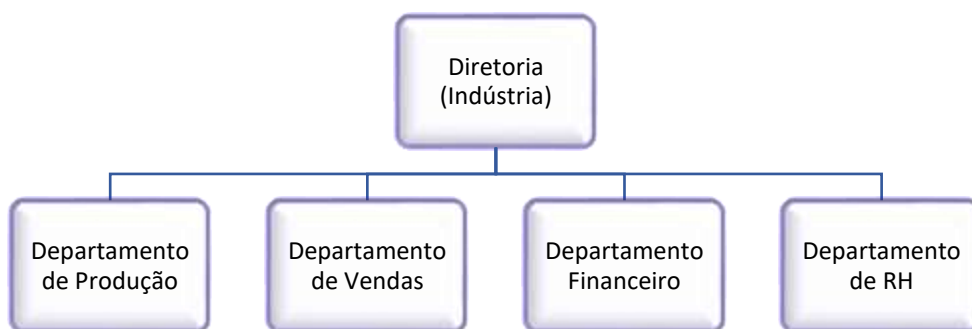 Diretoria
(Indústria)
Departamento
de Produção
Departamento
de Vendas
Departamento
Financeiro
Departamento
de RH